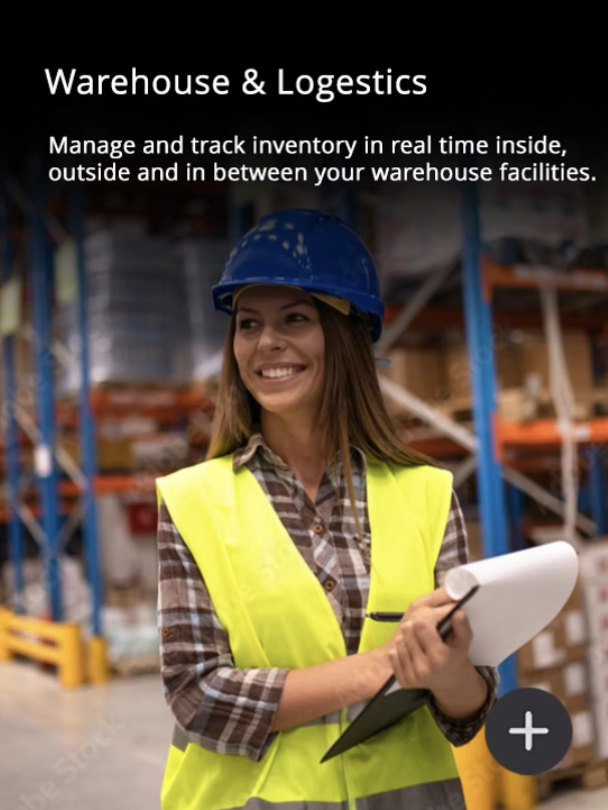 Warehouse & Logestics
Manage and track inventory in real time inside,
outside and in between your warehouse facilities.